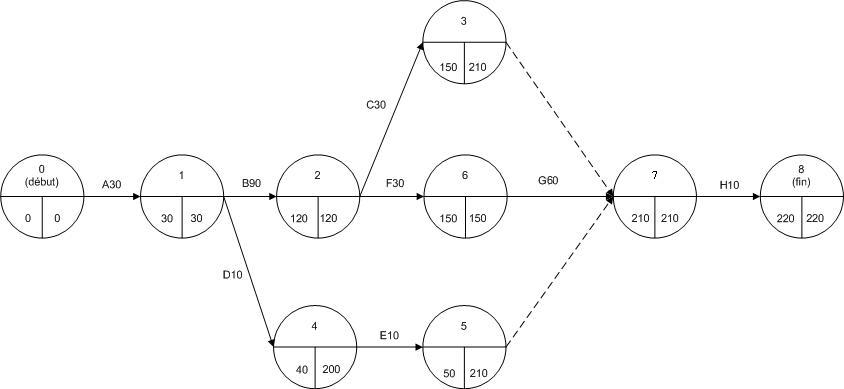 3
150 210
C30
0
(début)
0 0
A30
1
30 30
B90
2
120 120
F30
6
150 150
G60
7
210 210
H10
8
(fin)
220 220
D10
4
40 200
E10
5
50 210